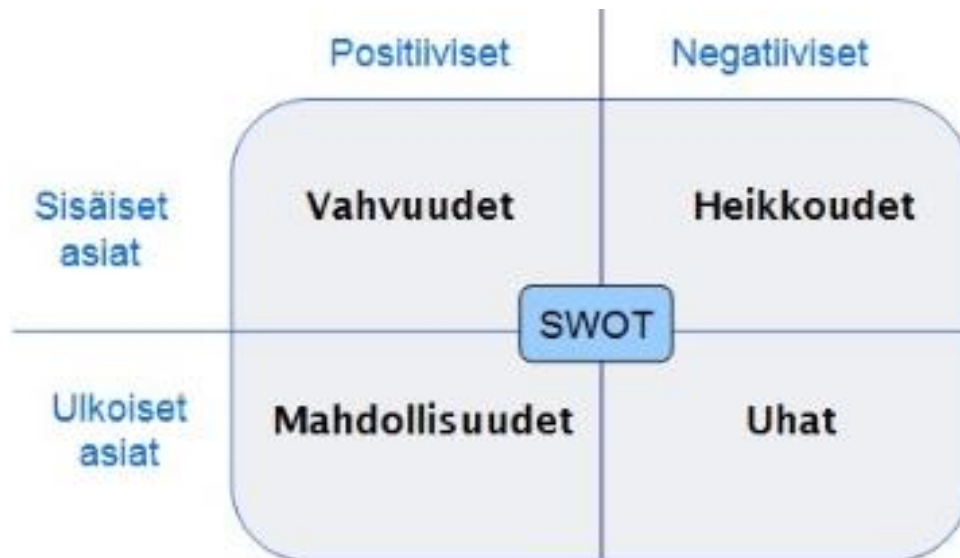 Positiiviset Negatiiviset
Sisäiset
asiat
Vahvuudet Heikkoudet
SWOT
Ulkoiset
asiat
Mahdollisuudet Uhat